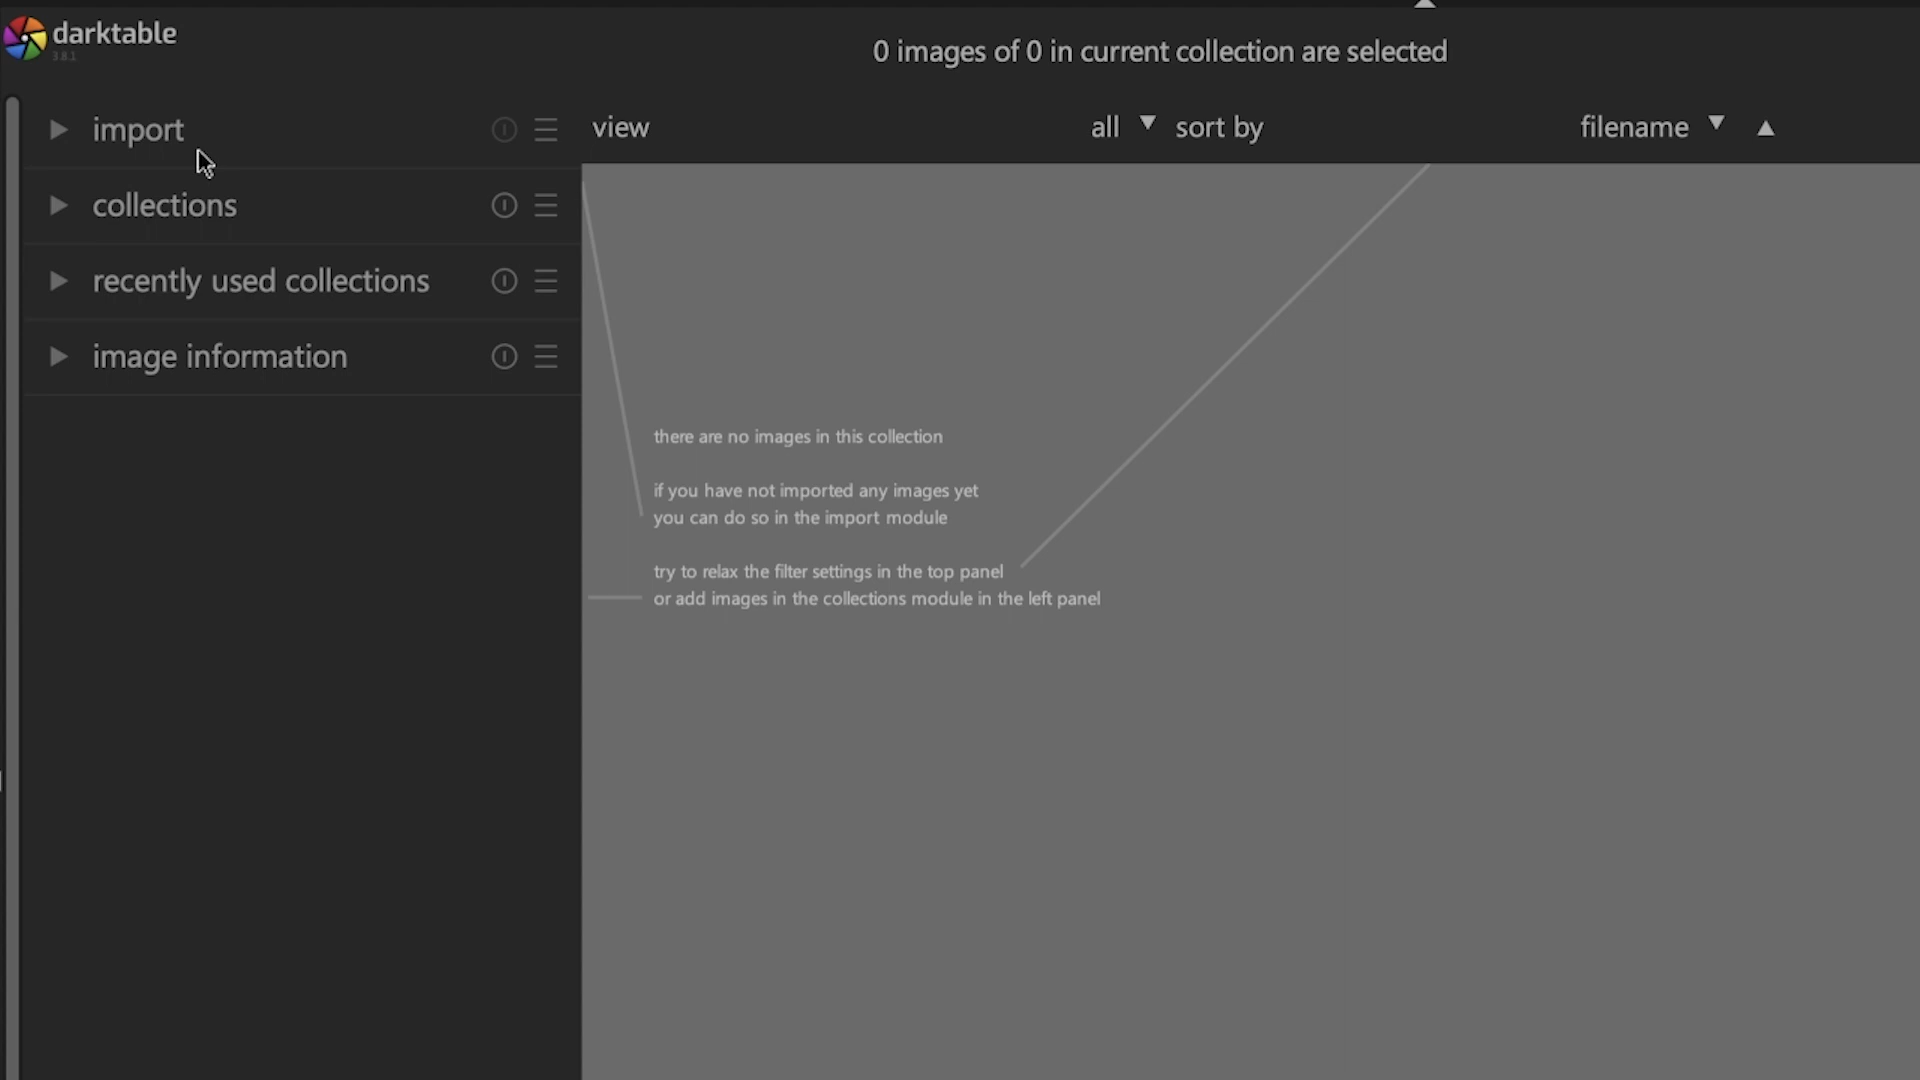 darktable
3.8.1
0 images of 0 in current collection are selected
import
view
all
sort by
filename
collections
recently used collections
image information
there are no images in this collection
if you have not imported any images yet
you can do so in the import module
try to relax the filter settings in the top panel
or add images in the collections module in the left panel